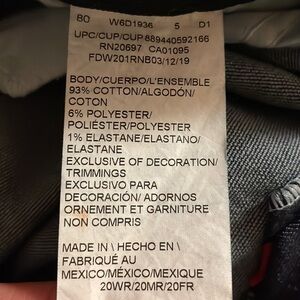 B0 W6D1936 5 D1
UPC/CUP/CUP 889440592166
RN20697 CA01095
FDW201RNB03/12/19
BODY/CUERPO/L'ENSEMBLE
93% COTTON/ALGODÓN/
COTON
6% POLYESTER/
POLIÉSTER/POLYESTER
1% ELASTANE/ELASTANO/
ELASTANE
EXCLUSIVE OF DECORATION/
TRIMMINGS
EXCLUSIVO PARA
DECORACIÓN/ ADORNOS
ORNEMENT ET GARNITURE
NON COMPRIS
MADE IN \ HECHO EN \
FABRIQUÉ AU
MEXICO/MÉXICO/MEXIQUE
20WR/20MR/20FR